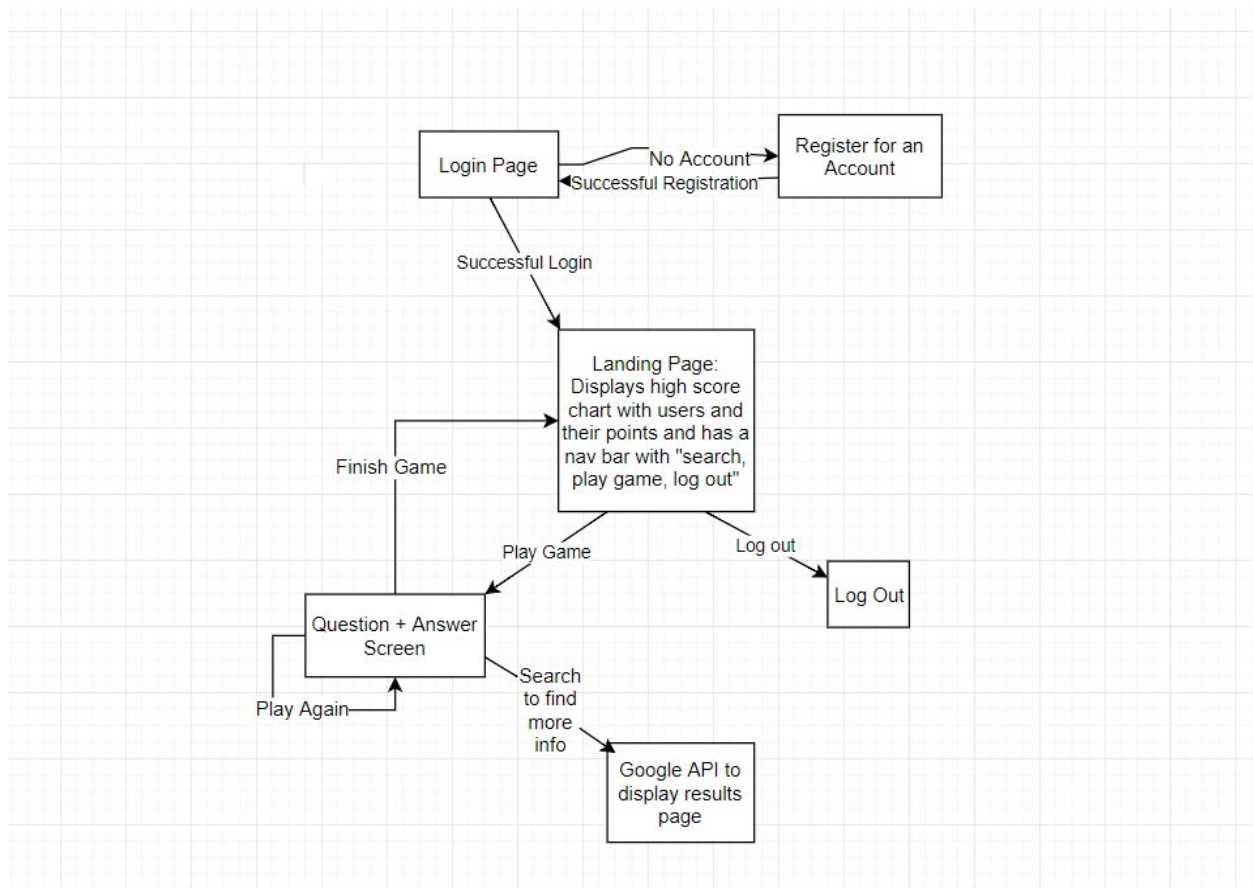 Login Page
No Account
Successful Registration
Register for an
Account
Successful Login
Landing Page:
Displays high score
chart with users and
their points and has a
nav bar with "search,
play game, log out"
Finish Game
Play Game
Log out
Log Out
Question + Answer
Screen
Play Again
Search
to find
more
info
Google API to
display results
page